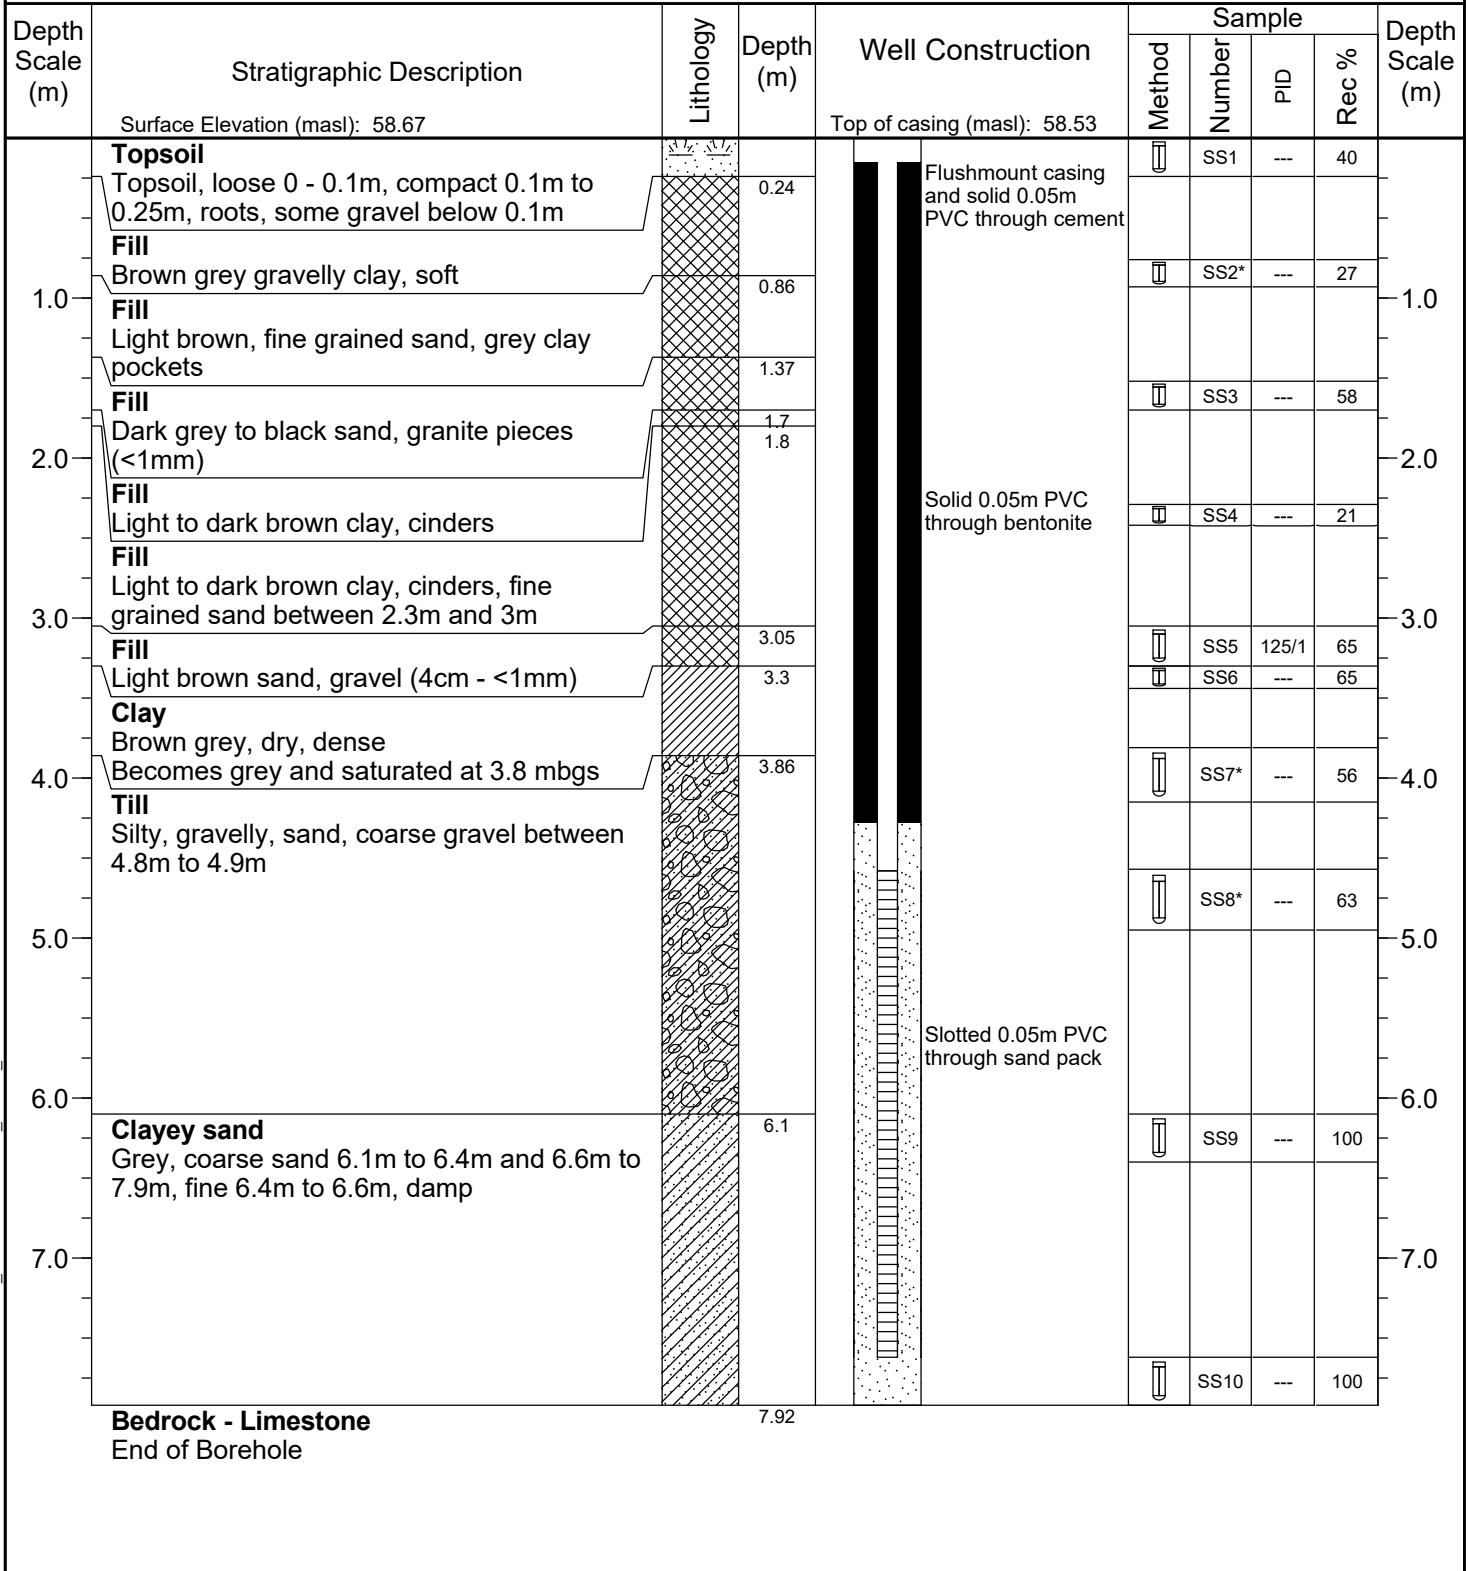 Depth Scale (m)
Stratigraphic Description
Surface Elevation (masl): 58.67
Lithology
Depth (m)
Well Construction
Top of casing (masl): 58.53
Sample
Method
Number
PID
Rec %
Depth Scale (m)
Topsoil
Topsoil, loose 0 - 0.1m, compact 0.1m to
0.25m, roots, some gravel below 0.1m
0.24
Flushmount casing
and solid 0.05m
PVC through cement
SS1 --- 40
Fill
Brown grey gravelly clay, soft
0.86
SS2* --- 27
1.0
1.0
Fill
Light brown, fine grained sand, grey clay
pockets
1.37
SS3 --- 58
Fill
Dark grey to black sand, granite pieces
(<1mm)
1.7
1.8
2.0
2.0
Fill
Light to dark brown clay, cinders
Solid 0.05m PVC
through bentonite
SS4 --- 21
Fill
Light to dark brown clay, cinders, fine
grained sand between 2.3m and 3m
3.0
3.0
3.05
SS5 125/1 65
Fill
Light brown sand, gravel (4cm - <1mm)
3.3
SS6 --- 65
Clay
Brown grey, dry, dense
Becomes grey and saturated at 3.8 mbgs
3.86
SS7* --- 56
4.0
4.0
Till
Silty, gravelly, sand, coarse gravel between
4.8m to 4.9m
SS8* --- 63
5.0
5.0
Slotted 0.05m PVC
through sand pack
6.0
6.0
Clayey sand
Grey, coarse sand 6.1m to 6.4m and 6.6m to
7.9m, fine 6.4m to 6.6m, damp
6.1
SS9 --- 100
7.0
7.0
SS10 --- 100
Bedrock - Limestone
End of Borehole
7.92